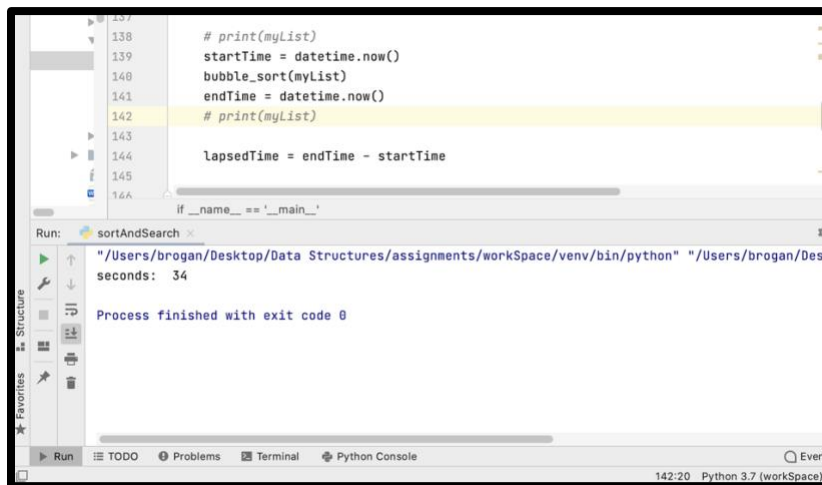 137
138 # print(myList)
139 startTime = datetime.now()
140 bubble_sort(myList)
141 endTime = datetime.now()
142 # print(myList)
143
144 lapsedTime = endTime - startTime
145
146
if __name__ == '__main__'
Run: sortAndSearch
"/Users/brogan/Desktop/Data Structures/assignments/workSpace/venv/bin/python" "/Users/brogan/Des
seconds: 34
Process finished with exit code 0
Structure
Favorites
Run TODO Problems Terminal Python Console Ever
142:20 Python 3.7 (workSpace)